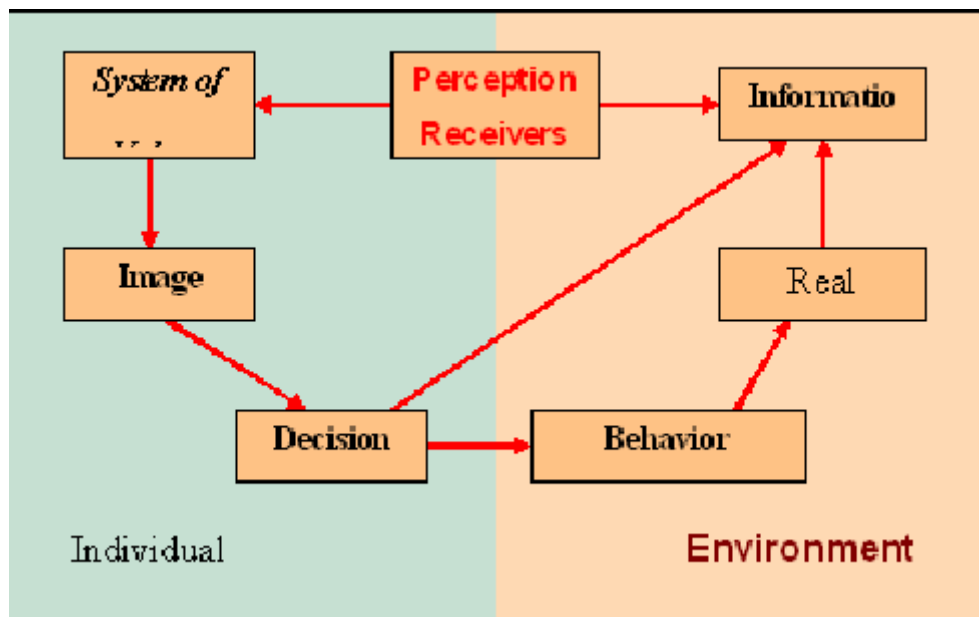 System of
Perception
Receivers
Informatio
Image
Real
Decision
Behavior
Individual
Environment